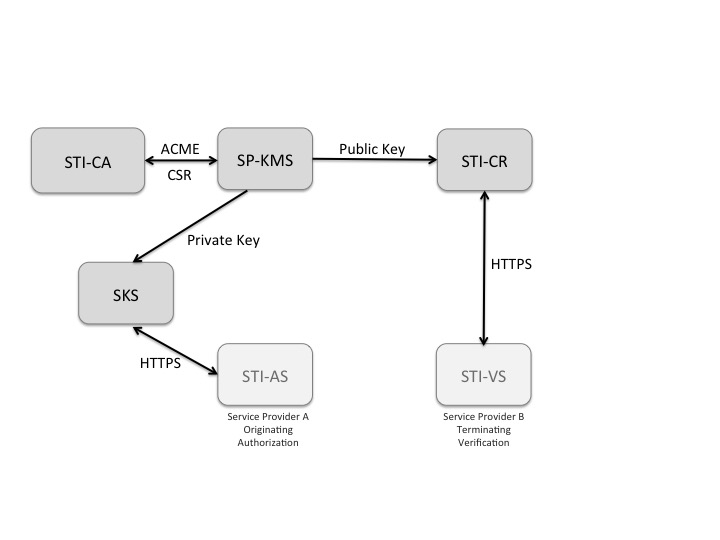 STI-CA
ACME
CSR
SP-KMS
Public Key
STI-CR
Private Key
HTTPS
SKS
HTTPS
STI-AS
STI-VS
Service Provider A
Originating
Authorization
Service Provider B
Terminating
Verification